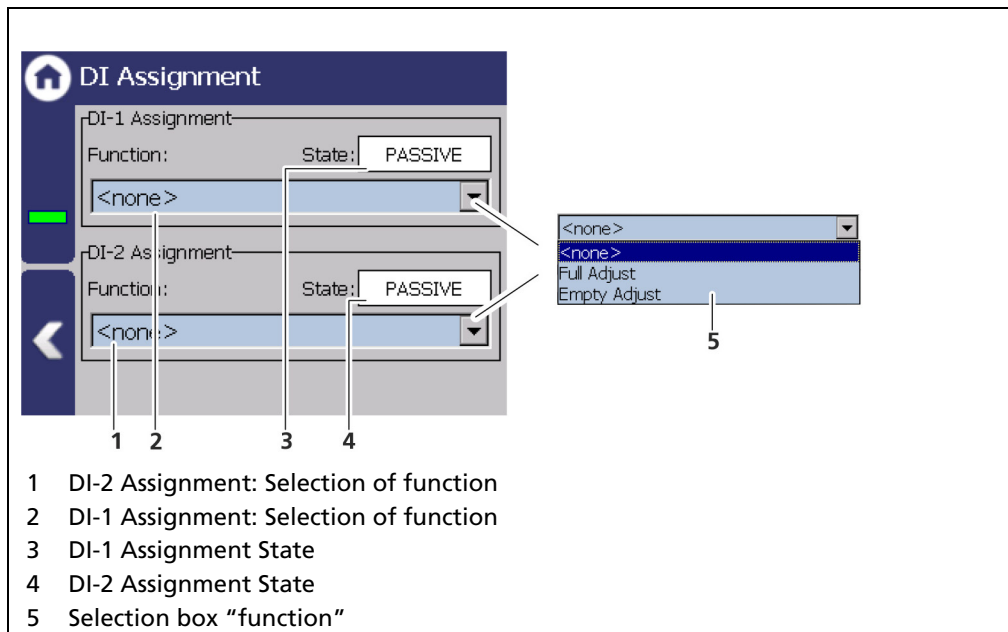 DI Assignment
DI-1 Assignment
Function: State: PASSIVE
<none>
DI-2 Assignment
Function: State: PASSIVE
<none>
<none>
<none>
Full Adjust
Empty Adjust
5
1 2 3 4
1 DI-2 Assignment: Selection of function
2 DI-1 Assignment: Selection of function
3 DI-1 Assignment State
4 DI-2 Assignment State
5 Selection box “function”